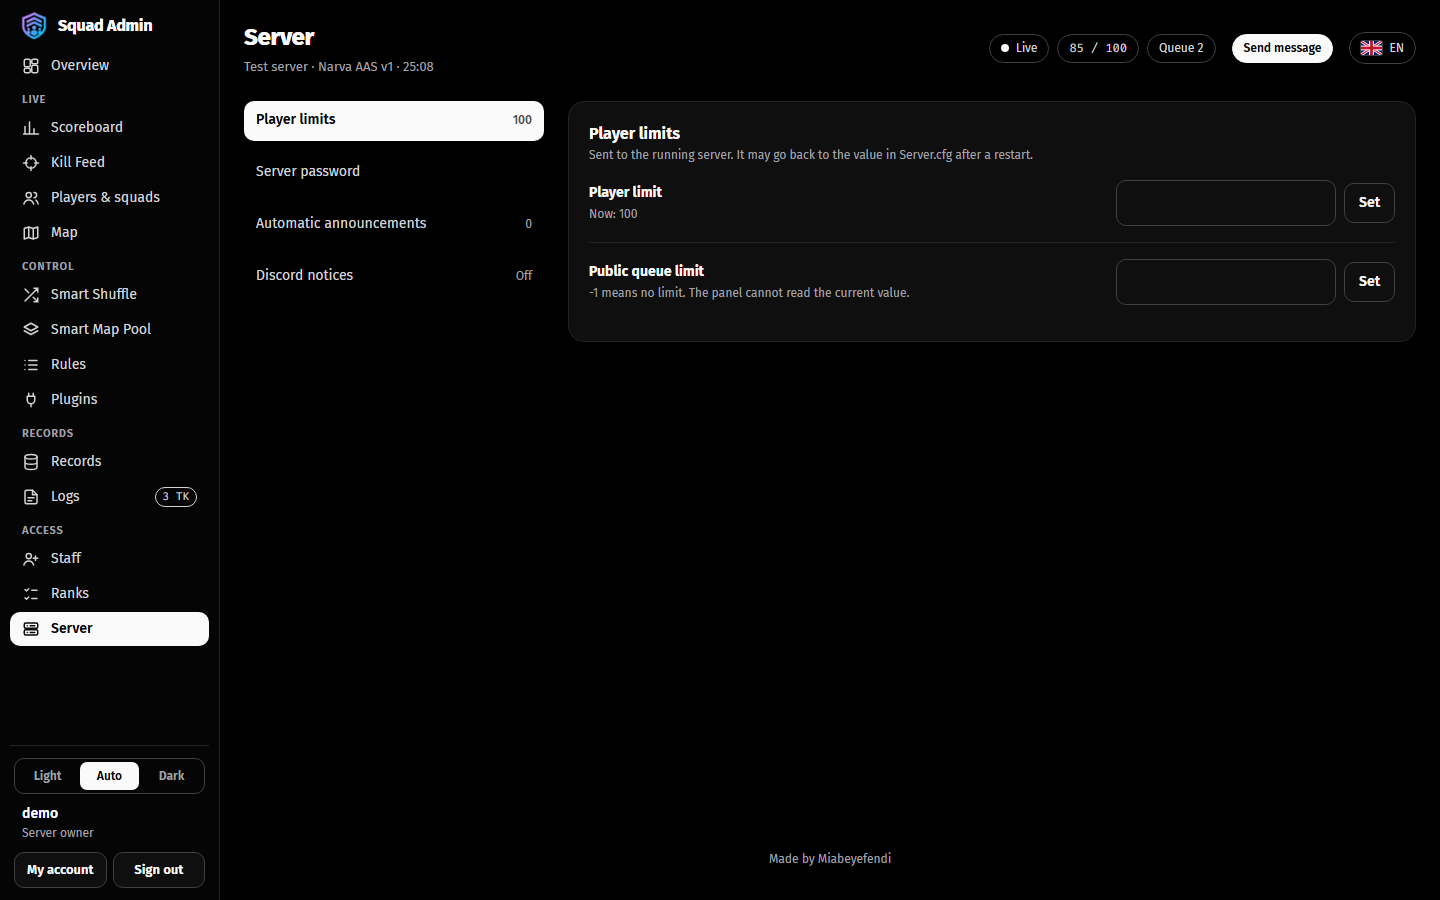 Squad Admin
Overview
LIVE
Scoreboard
Kill Feed
Players & squads
Map
CONTROL
Smart Shuffle
Smart Map Pool
Rules
Plugins
RECORDS
Records
Logs 3 TK
ACCESS
Staff
Ranks
Server
Light Auto Dark
demo
Server owner
My account Sign out
Server
Test server · Narva AAS v1 · 25:08
Live 85 / 100 Queue 2 Send message EN
Player limits 100
Server password
Automatic announcements 0
Discord notices Off
Player limits
Sent to the running server. It may go back to the value in Server.cfg after a restart.
Player limit
Now: 100
Set
Public queue limit
-1 means no limit. The panel cannot read the current value.
Set
Made by Miabeyefendi